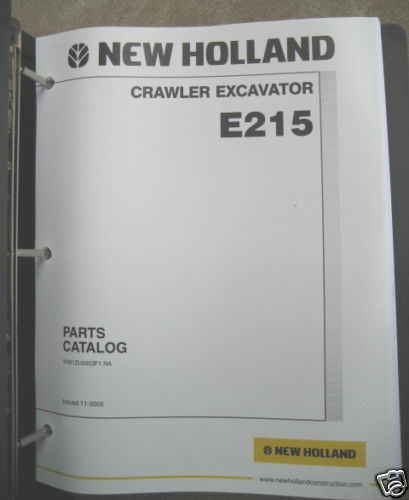 NEW HOLLAND
CRAWLER EXCAVATOR
E215
PARTS
CATALOG
Issued 11-2005
NEW HOLLAND
www.newhollandconstruction.com